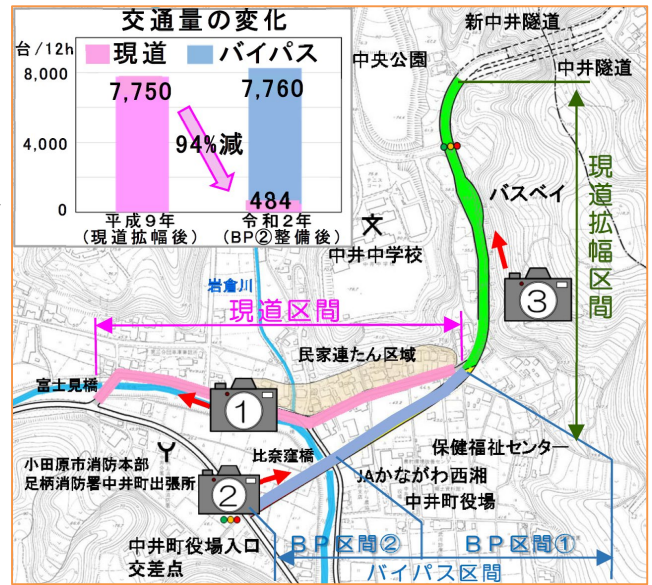 交通量の変化
台/12h
現道
バイパス
8,000
7,750
7,760
4,000
94%減
484
0
平成9年
(現道拡幅後)
令和2年
(BP②整備後)
新中井隧道
中央公園
中井隧道
バスベイ
現道拡幅区間
文
中井中学校
③
岩倉川
現道区間
民家連たん区域
富士見橋
①
小田原市消防本部
足柄消防署中井町出張所
比奈窪橋
②
保健福祉センター
JAかながわ西湘
中井町役場
中井町役場入口
交差点
BP区間②
BP区間①
バイパス区間